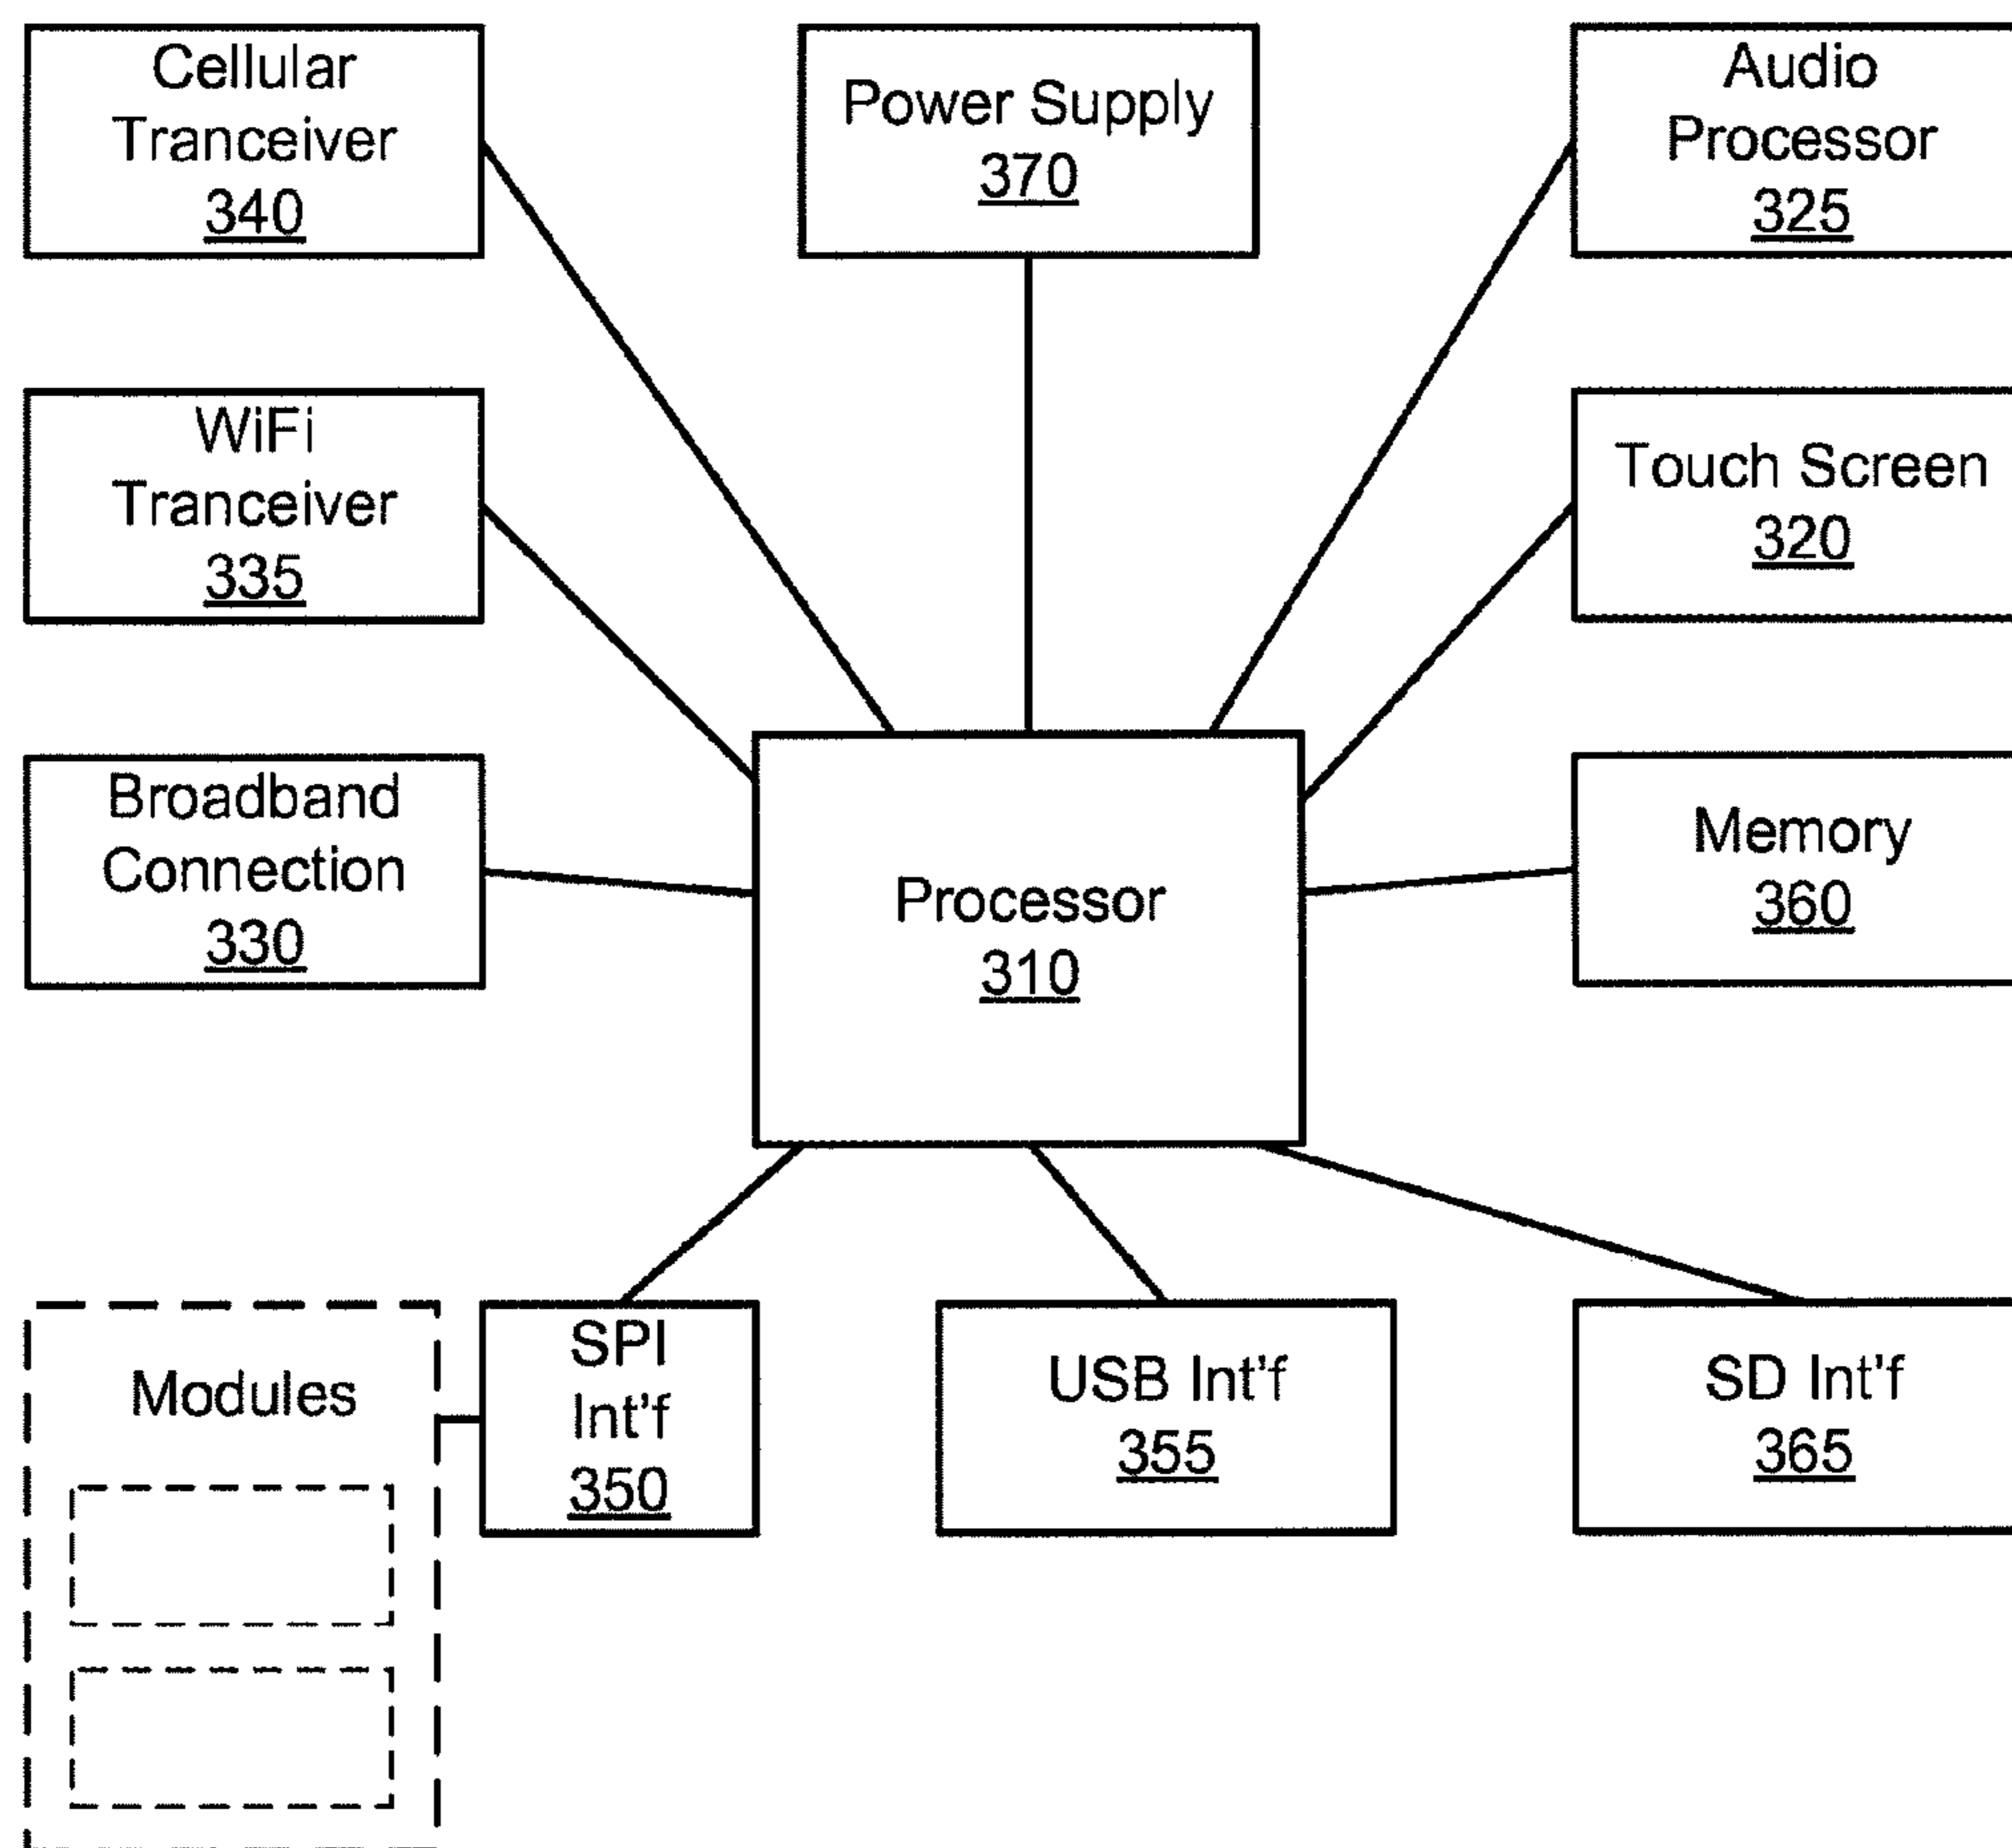 Cellular
Tranceiver
340
Power Supply
370
Audio
Processor
325
WiFi
Tranceiver
335
Touch Screen
320
Broadband
Connection
330
Processor
310
Memory
360
Modules
SPI
Int'f
350
USB Int'f
355
SD Int'f
365